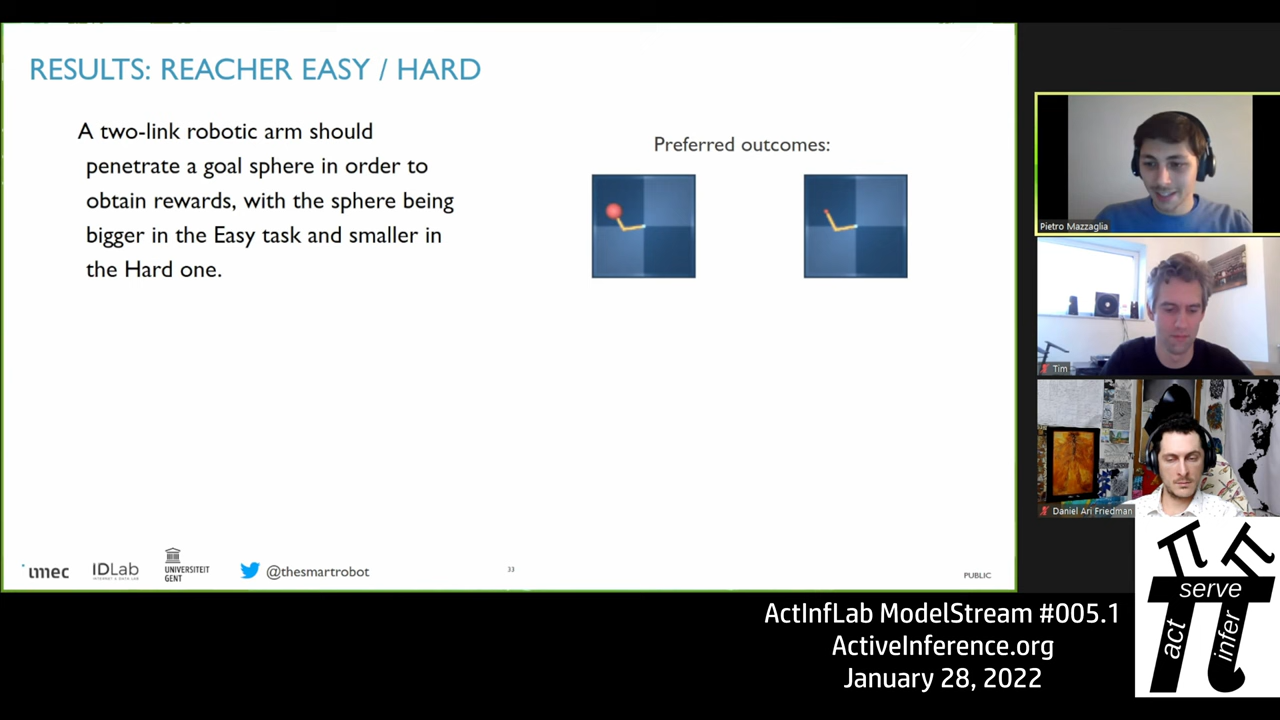 RESULTS: REACHER EASY / HARD
A two-link robotic arm should
penetrate a goal sphere in order to
obtain rewards, with the sphere being
bigger in the Easy task and smaller in
the Hard one.
Preferred outcomes:
Pietro Mazzaglia
Tim
Daniel Ari Friedman
imec
IDLab
INTERNET & DATA LAB
UNIVERSITEIT
GENT
@thesmartrobot
33
PUBLIC
ActInfLab ModelStream #005.1
ActiveInference.org
January 28, 2022
serve
act
infer